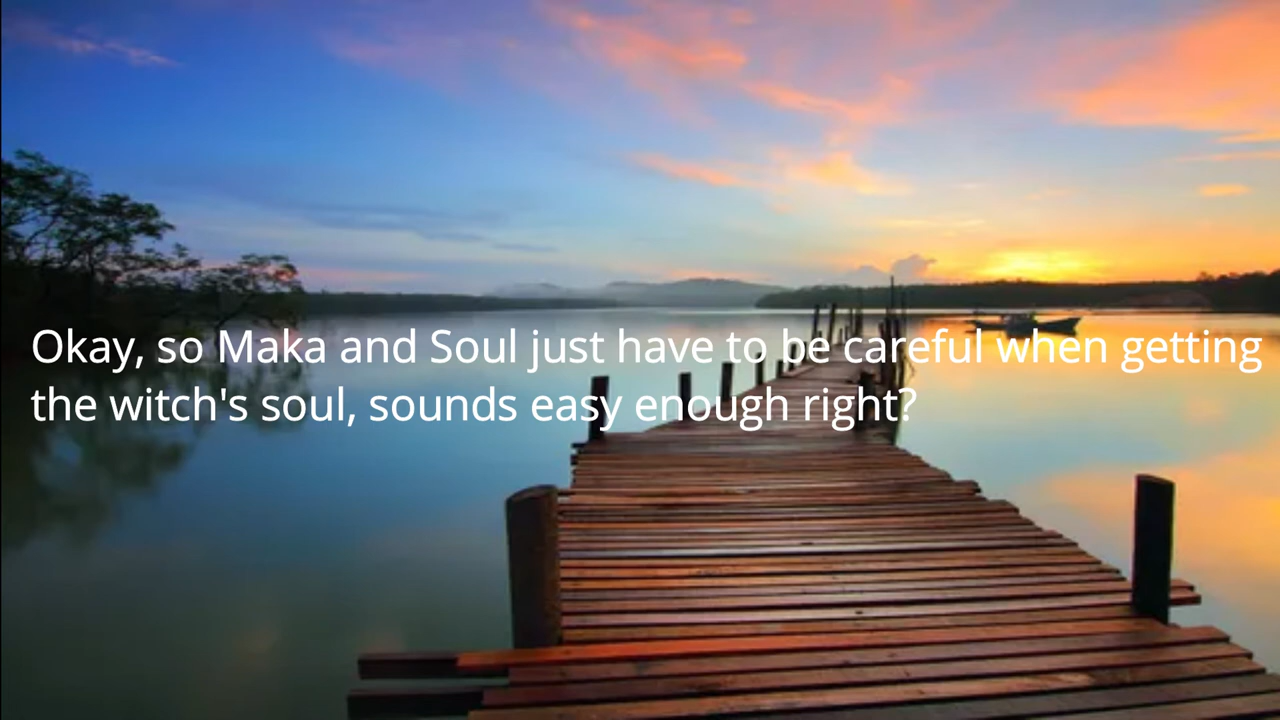 Okay, so Maka and Soul just have to be careful when getting
the witch's soul, sounds easy enough right?